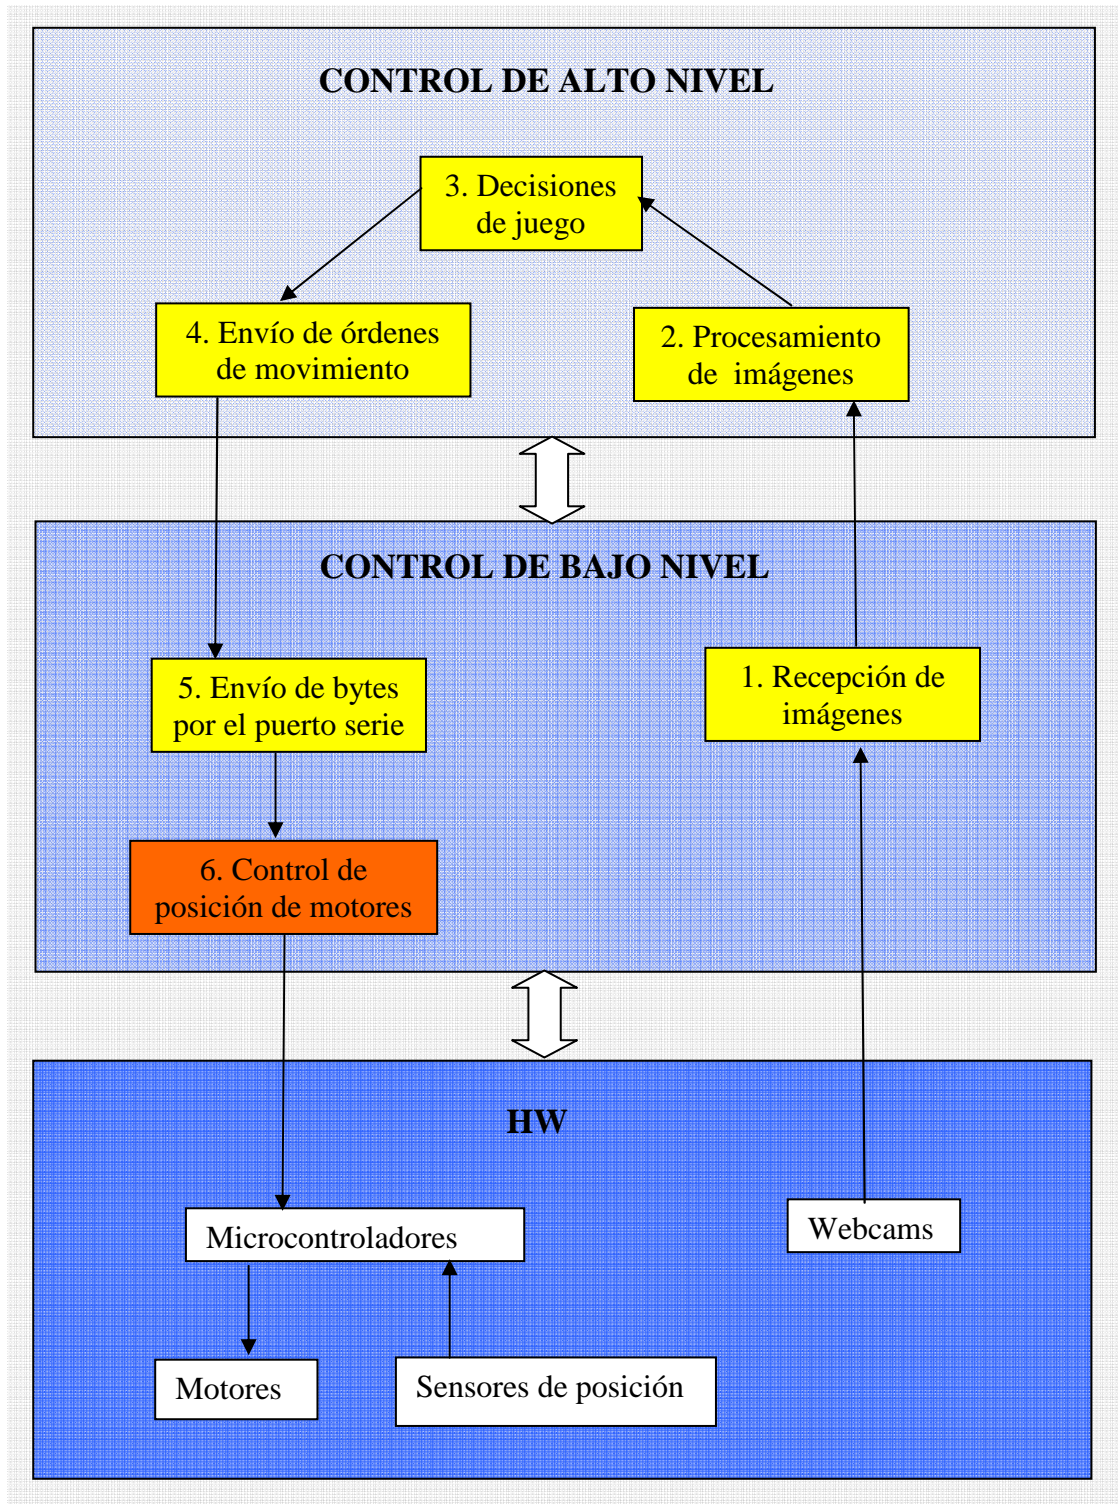 CONTROL DE ALTO NIVEL
3. Decisiones
de juego
4. Envío de órdenes
de movimiento
2. Procesamiento
de imágenes
CONTROL DE BAJO NIVEL
5. Envío de bytes
por el puerto serie
1. Recepción de
imágenes
6. Control de
posición de motores
HW
Microcontroladores
Webcams
Motores
Sensores de posición